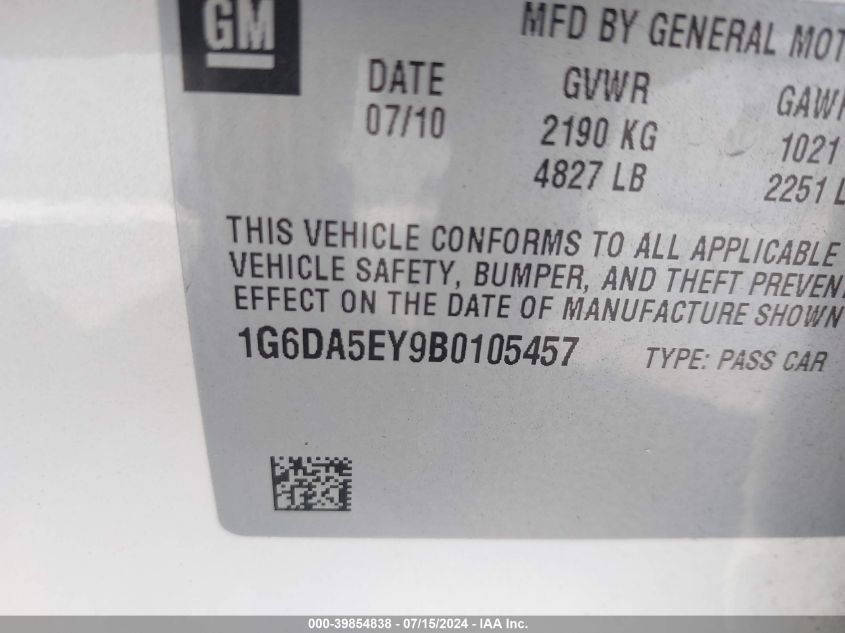 GM
MFD BY GENERAL MOT
DATE GVWR GAWR
07/10 2190 KG 1021
4827 LB 2251 L
THIS VEHICLE CONFORMS TO ALL APPLICABLE
VEHICLE SAFETY, BUMPER, AND THEFT PREVEN
EFFECT ON THE DATE OF MANUFACTURE SHOWN
1G6DA5EY9B0105457 TYPE: PASS CAR
000-39854838 - 07/15/2024 - IAA Inc.